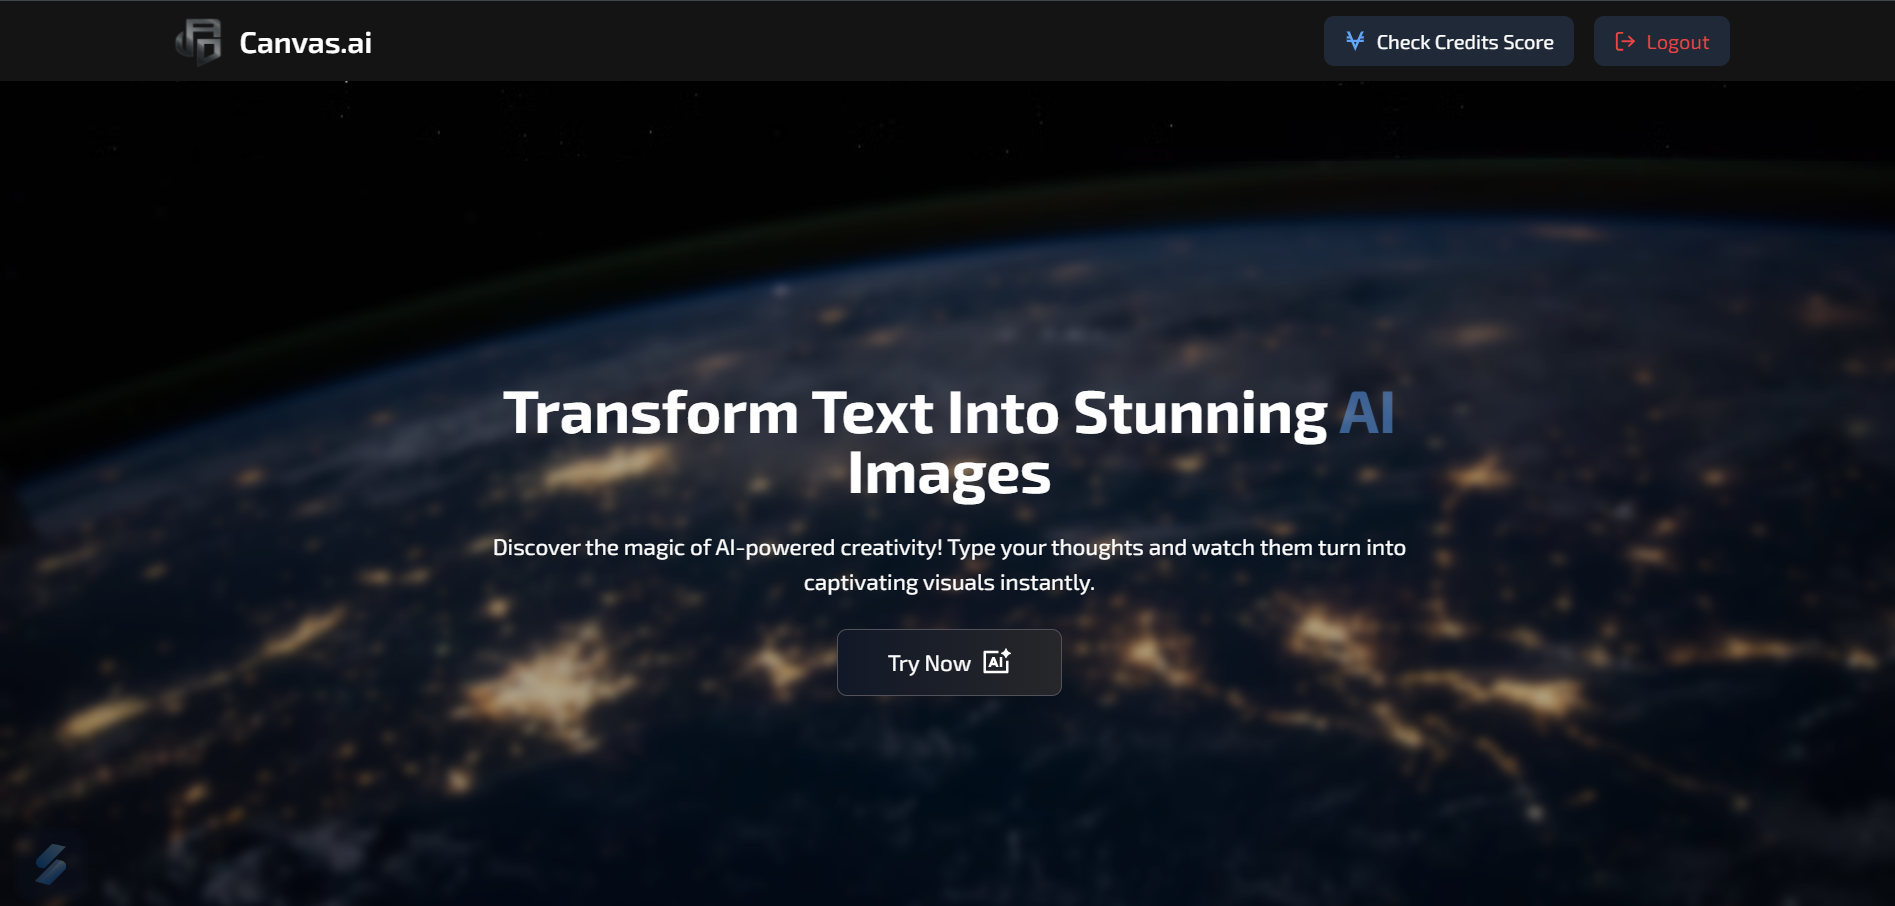 Canvas.ai
Check Credits Score
Logout
Transform Text Into Stunning AI
Images
Discover the magic of AI-powered creativity! Type your thoughts and watch them turn into
captivating visuals instantly.
Try Now AI